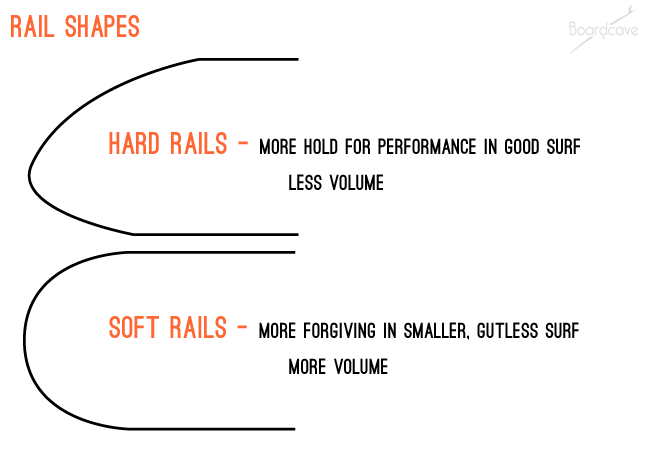 RAIL SHAPES
Boardcave
HARD RAILS - MORE HOLD FOR PERFORMANCE IN GOOD SURF
LESS VOLUME
SOFT RAILS - MORE FORGIVING IN SMALLER, GUTLESS SURF
MORE VOLUME